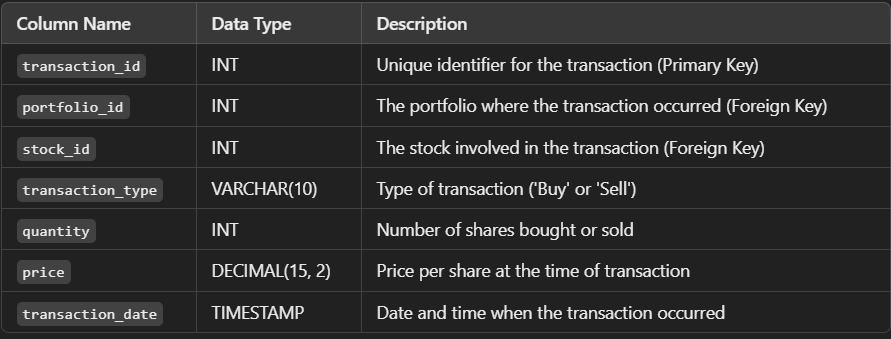 Column Name Data Type Description
transaction_id INT Unique identifier for the transaction (Primary Key)
portfolio_id INT The portfolio where the transaction occurred (Foreign Key)
stock_id INT The stock involved in the transaction (Foreign Key)
transaction_type VARCHAR(10) Type of transaction ('Buy' or 'Sell')
quantity INT Number of shares bought or sold
price DECIMAL(15, 2) Price per share at the time of transaction
transaction_date TIMESTAMP Date and time when the transaction occurred